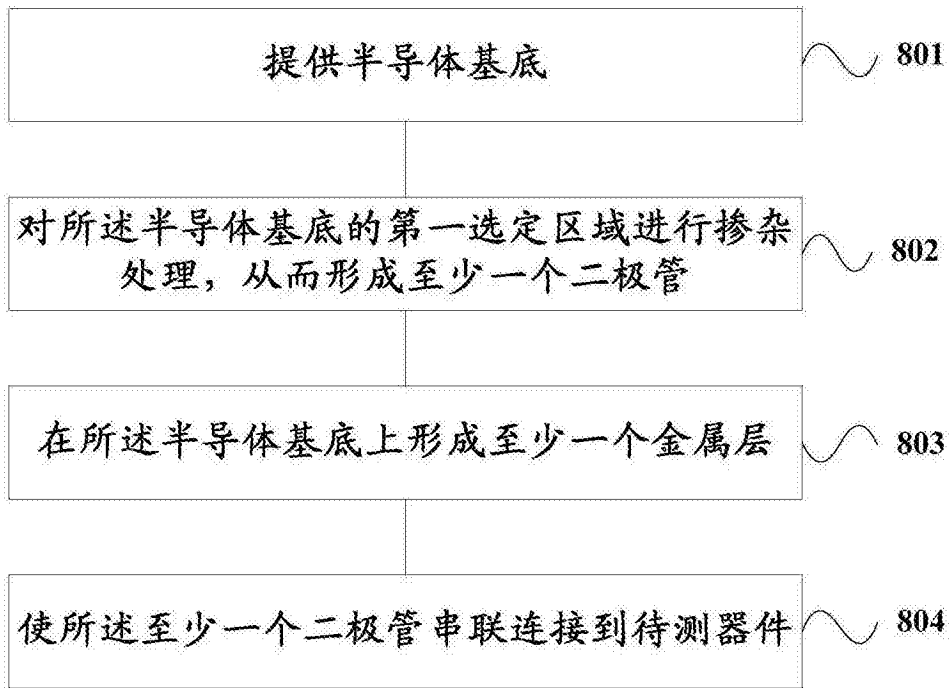 提供半导体基底
801
对所述半导体基底的第一选定区域进行掺杂
处理，从而形成至少一个二极管
802
在所述半导体基底上形成至少一个金属层
803
使所述至少一个二极管串联连接到待测器件
804